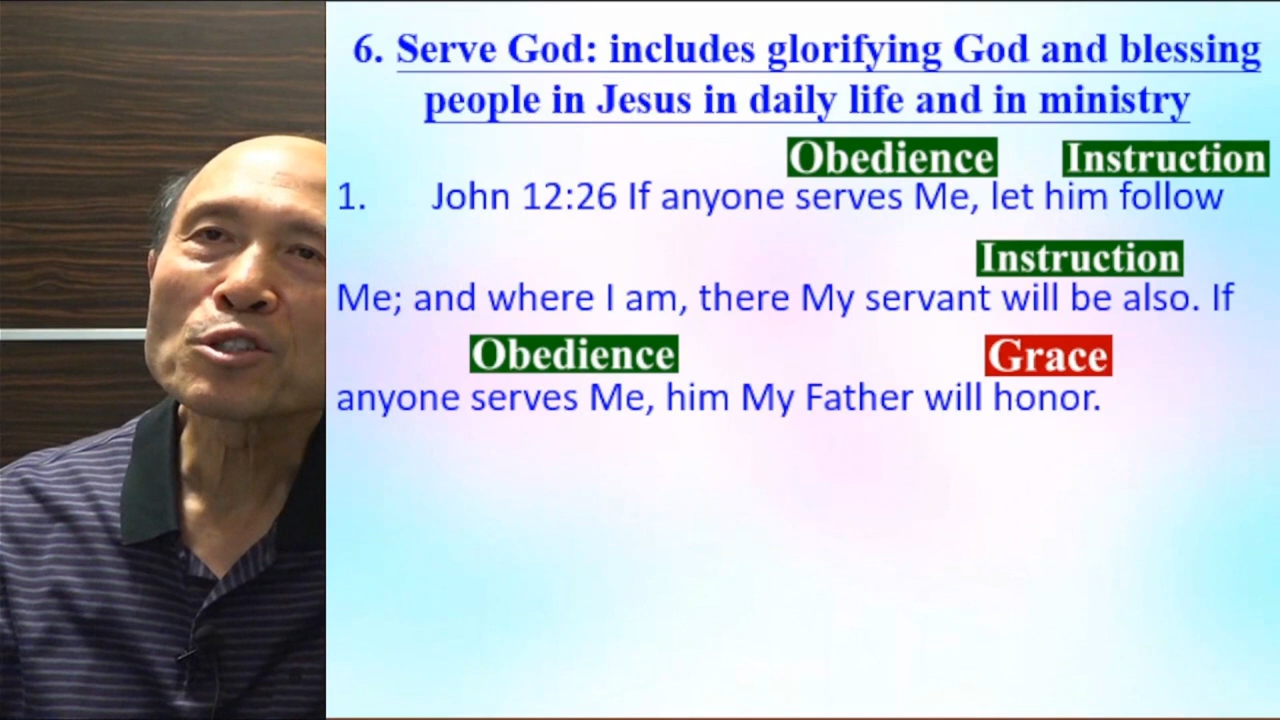 6. Serve God: includes glorifying God and blessing
people in Jesus in daily life and in ministry
Obedience Instruction
1. John 12:26 If anyone serves Me, let him follow
Instruction
Me; and where I am, there My servant will be also. If
Obedience Grace
anyone serves Me, him My Father will honor.